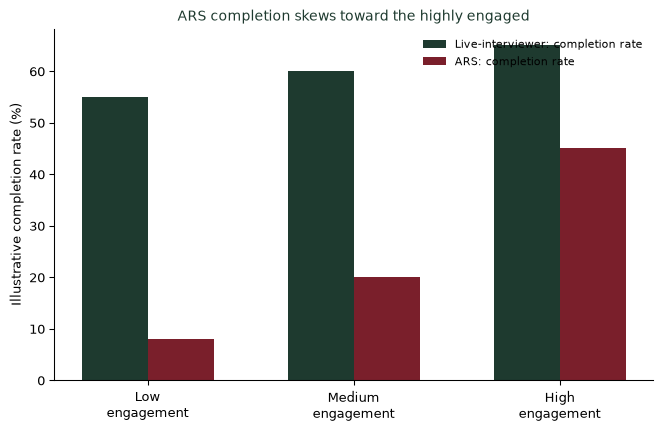 ARS completion skews toward the highly engaged
Live-interviewer: completion rate
ARS: completion rate
Illustrative completion rate (%)
60
50
40
30
20
10
0
Low
engagement
Medium
engagement
High
engagement